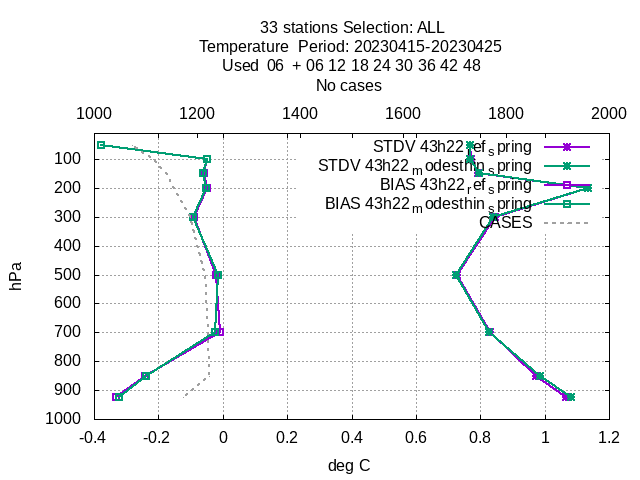 33 stations Selection: ALL
Temperature  Period: 20230415-20230425
Used  06  + 06 12 18 24 30 36 42 48
No cases
1000 1200 1400 1600 1800 2000
STDV 43h22_ref_spring
STDV 43h22_modesthin_spring
BIAS 43h22_ref_spring
BIAS 43h22_modesthin_spring
CASES
100
200
300
400
500
600
700
800
900
1000
hPa
-0.4 -0.2 0 0.2 0.4 0.6 0.8 1 1.2
deg C